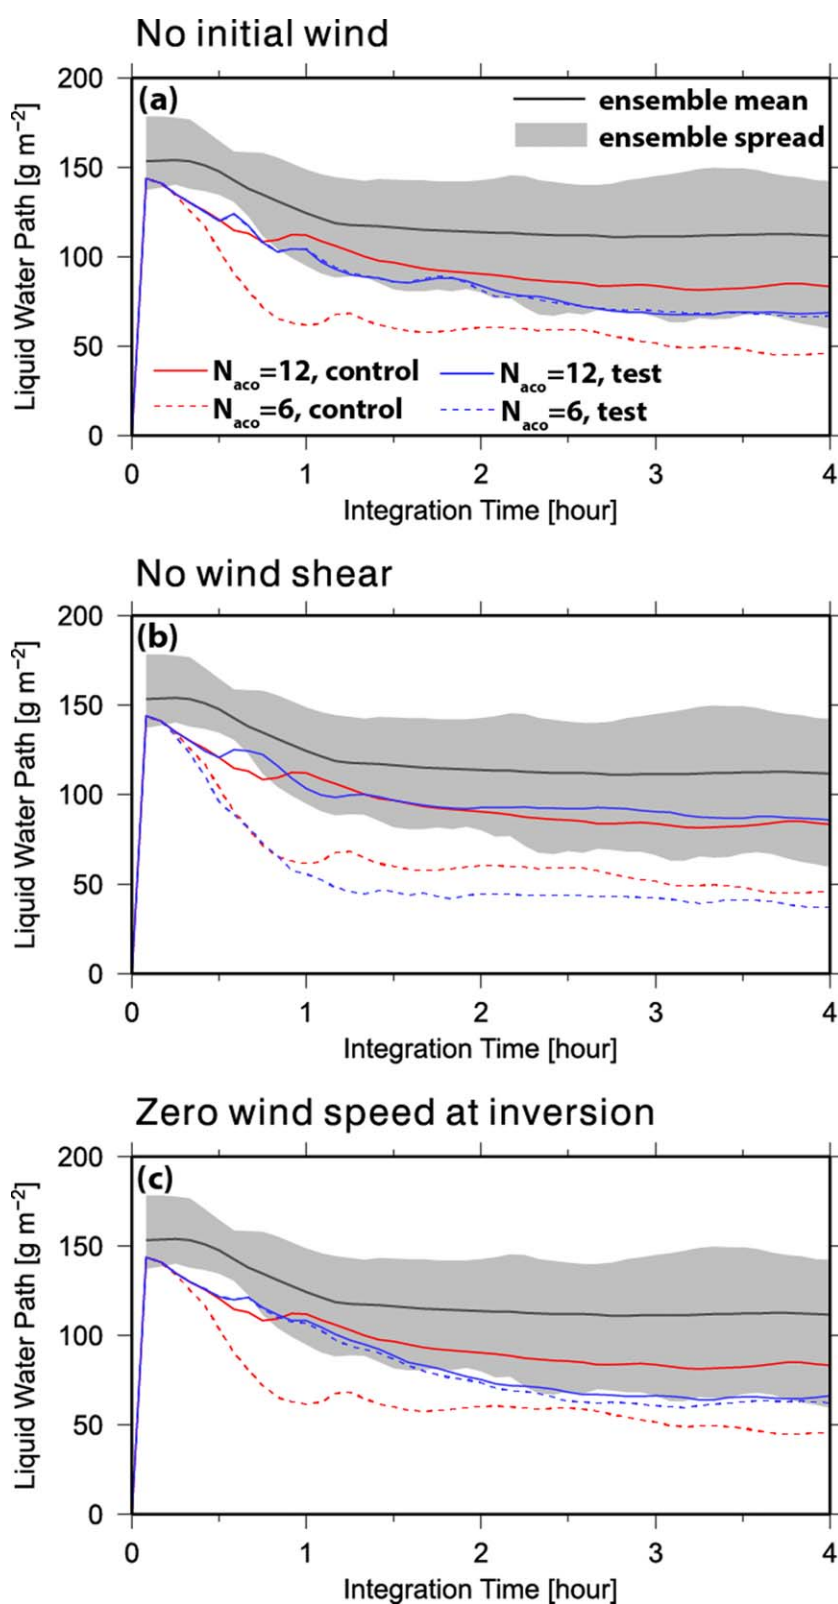 No initial wind
(a)
ensemble mean
ensemble spread
Liquid Water Path [g m⁻²]
200
150
100
50
0
N_aco=12, control
N_aco=12, test
N_aco=6, control
N_aco=6, test
0 1 2 3 4
Integration Time [hour]
No wind shear
(b)
Liquid Water Path [g m⁻²]
200
150
100
50
0
0 1 2 3 4
Integration Time [hour]
Zero wind speed at inversion
(c)
Liquid Water Path [g m⁻²]
200
150
100
50
0
0 1 2 3 4
Integration Time [hour]